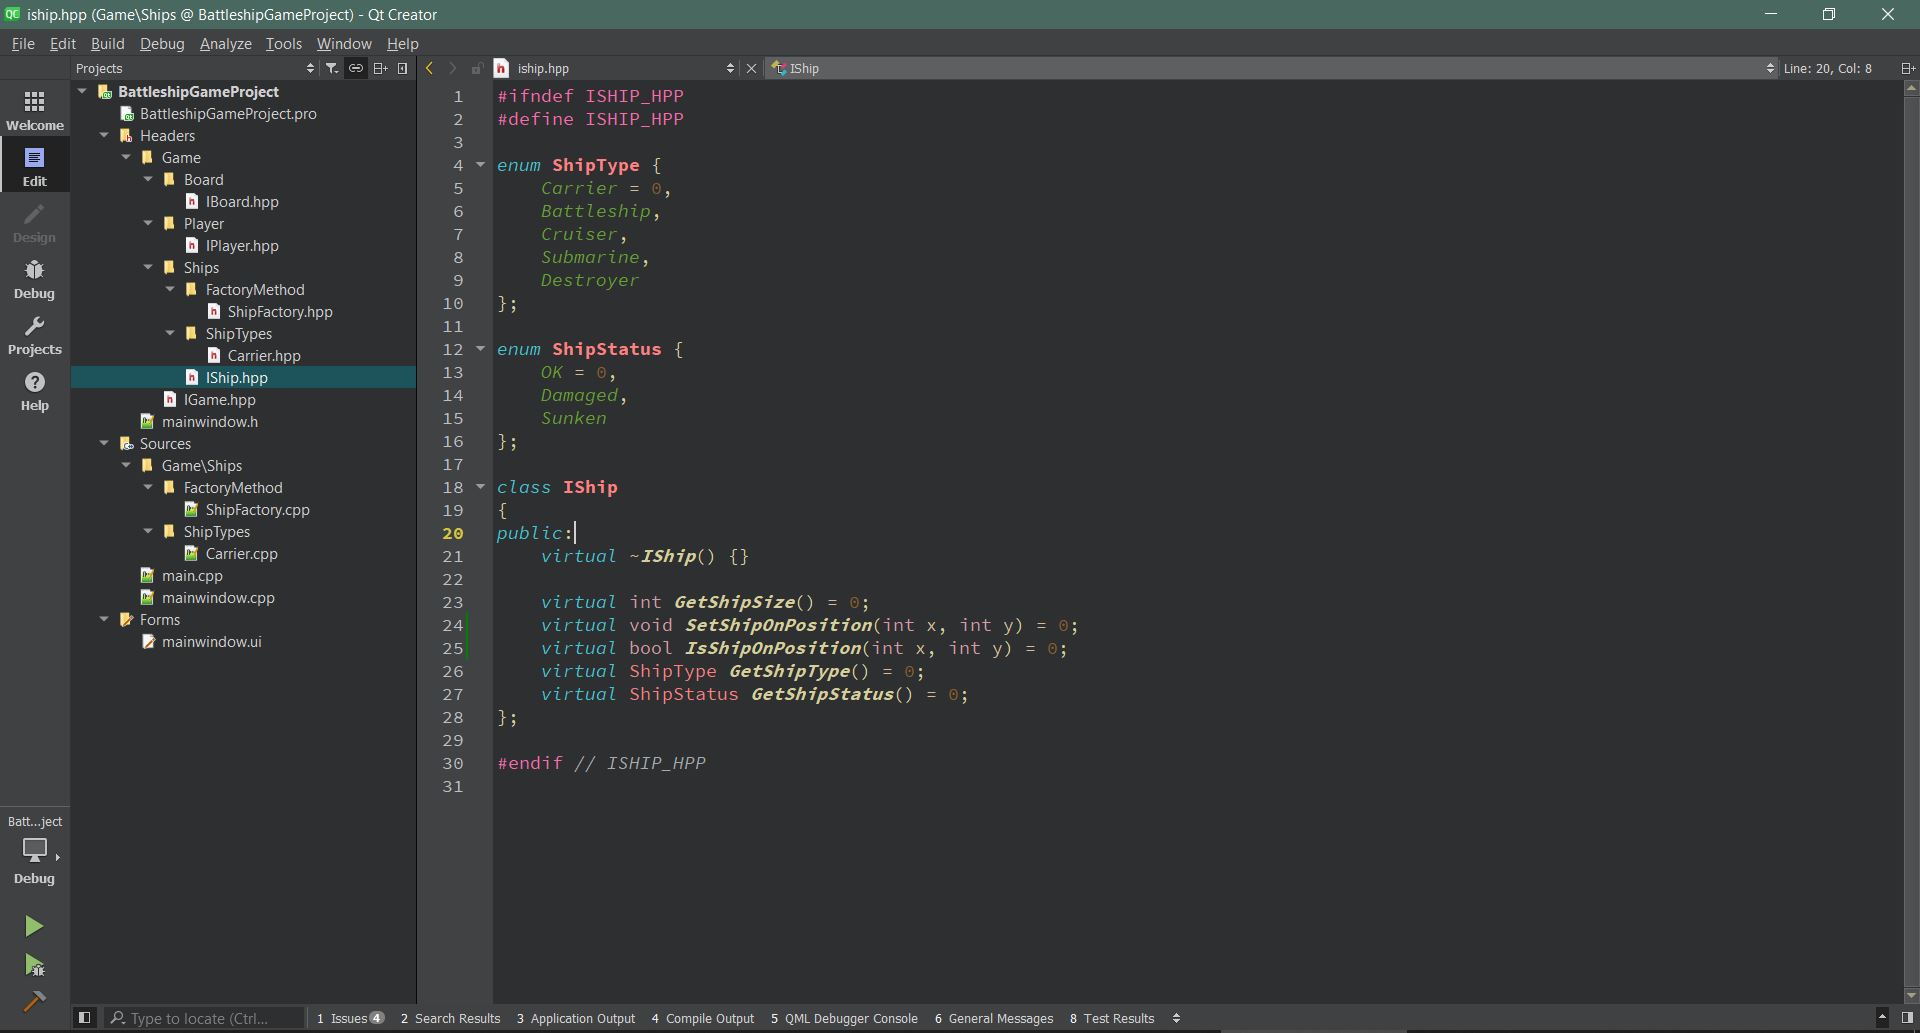 iship.hpp (Game\Ships @ BattleshipGameProject) - Qt Creator
File Edit Build Debug Analyze Tools Window Help
Projects
iship.hpp
IShip
Line: 20, Col: 8
Welcome
Edit
Design
Debug
Projects
Help
BattleshipGameProject
BattleshipGameProject.pro
Headers
Game
Board
IBoard.hpp
Player
IPlayer.hpp
Ships
FactoryMethod
ShipFactory.hpp
ShipTypes
Carrier.hpp
IShip.hpp
IGame.hpp
mainwindow.h
Sources
Game\Ships
FactoryMethod
ShipFactory.cpp
ShipTypes
Carrier.cpp
main.cpp
mainwindow.cpp
Forms
mainwindow.ui
1 #ifndef ISHIP_HPP
2 #define ISHIP_HPP
3
4 enum ShipType {
5 Carrier = 0,
6 Battleship,
7 Cruiser,
8 Submarine,
9 Destroyer
10 };
11
12 enum ShipStatus {
13 OK = 0,
14 Damaged,
15 Sunken
16 };
17
18 class IShip
19 {
20 public:
21 virtual ~IShip() {}
22
23 virtual int GetShipSize() = 0;
24 virtual void SetShipOnPosition(int x, int y) = 0;
25 virtual bool IsShipOnPosition(int x, int y) = 0;
26 virtual ShipType GetShipType() = 0;
27 virtual ShipStatus GetShipStatus() = 0;
28 };
29
30 #endif // ISHIP_HPP
31
Batt...ject
Debug
Type to locate (Ctrl...
1 Issues 4 2 Search Results 3 Application Output 4 Compile Output 5 QML Debugger Console 6 General Messages 8 Test Results